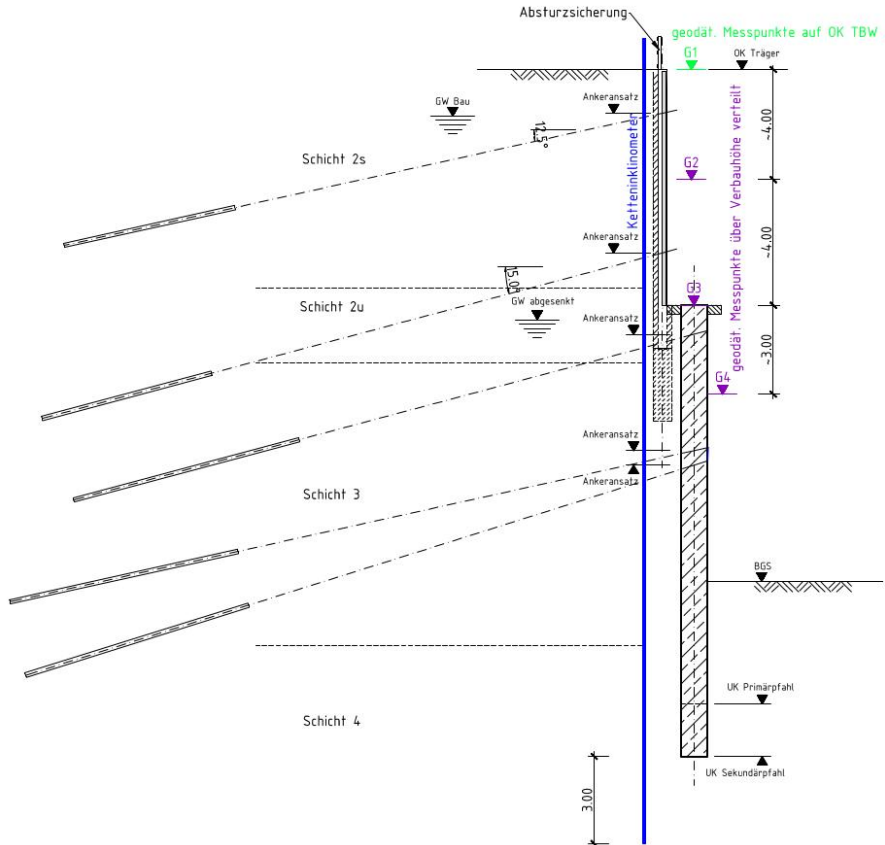 Absturzsicherung
geodät. Messpunkte auf OK TBW
G1
OK Träger
Ankeransatz
GW Bau
12.5°
Schicht 2s
Ketteninklinometer
G2
geodät. Messpunkte über Verbauhöhe verteilt
~4.00
~4.00
~3.00
Ankeransatz
15.0°
G3
Schicht 2u
GW abgesenkt
Ankeransatz
G4
Ankeransatz
Ankeransatz
Schicht 3
BGS
UK Primärpfahl
Schicht 4
UK Sekundärpfahl
3.00